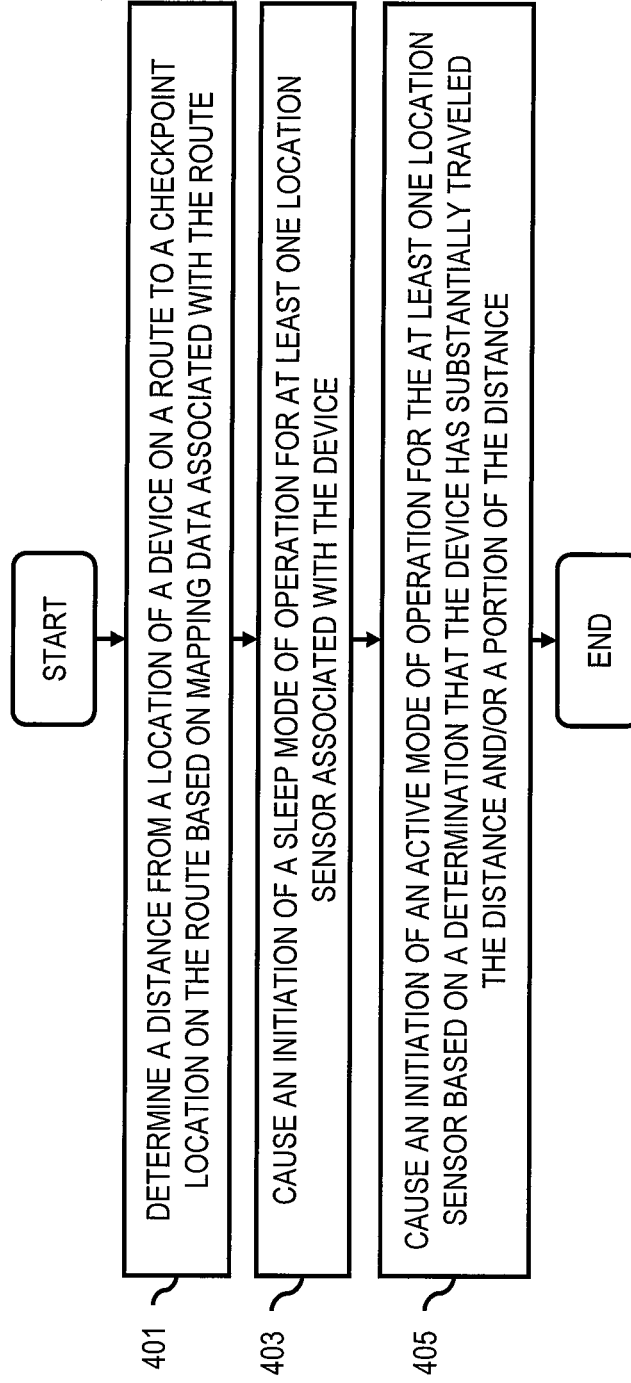 START
401
DETERMINE A DISTANCE FROM A LOCATION OF A DEVICE ON A ROUTE TO A CHECKPOINT
LOCATION ON THE ROUTE BASED ON MAPPING DATA ASSOCIATED WITH THE ROUTE
403
CAUSE AN INITIATION OF A SLEEP MODE OF OPERATION FOR AT LEAST ONE LOCATION
SENSOR ASSOCIATED WITH THE DEVICE
405
CAUSE AN INITIATION OF AN ACTIVE MODE OF OPERATION FOR THE AT LEAST ONE LOCATION
SENSOR BASED ON A DETERMINATION THAT THE DEVICE HAS SUBSTANTIALLY TRAVELED
THE DISTANCE AND/OR A PORTION OF THE DISTANCE
END